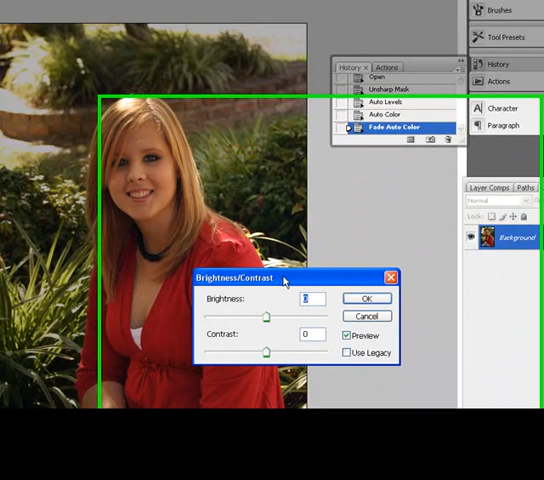 Brushes
Tool Presets
History
Actions
Character
Paragraph
History x Actions
Open
Unsharp Mask
Auto Levels
Auto Color
Fade Auto Color
Layer Comps Paths
Normal
Lock:
Background
Brightness/Contrast
Brightness: 0
OK
Cancel
Contrast: 0
Preview
Use Legacy